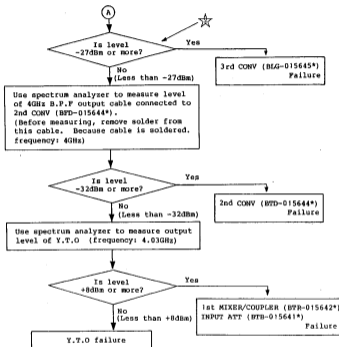 A
Is level
-27dBm or more?
Yes
3rd CONV (BLG-015645*)
Failure
No
(Less than -27dBm)
Use spectrum analyzer to measure level
of 4GHz B.P.F output cable connected to
2nd CONV (BTD-015644*).
(Before measuring, remove solder from
this cable. Because cable is soldered.
frequency: 4GHz)
Is level
-32dBm or more?
Yes
2nd CONV (BTD-015644*)
Failure
No
(Less than -32dBm)
Use spectrum analyzer to measure output
level of Y.T.O (frequency: 4.03GHz)
Is level
+8dBm or more?
Yes
1st MIXER/COUPLER (BTB-015642*)
INPUT ATT (BTB-015641*)
Failure
No
(Less than +8dBm)
Y.T.O failure